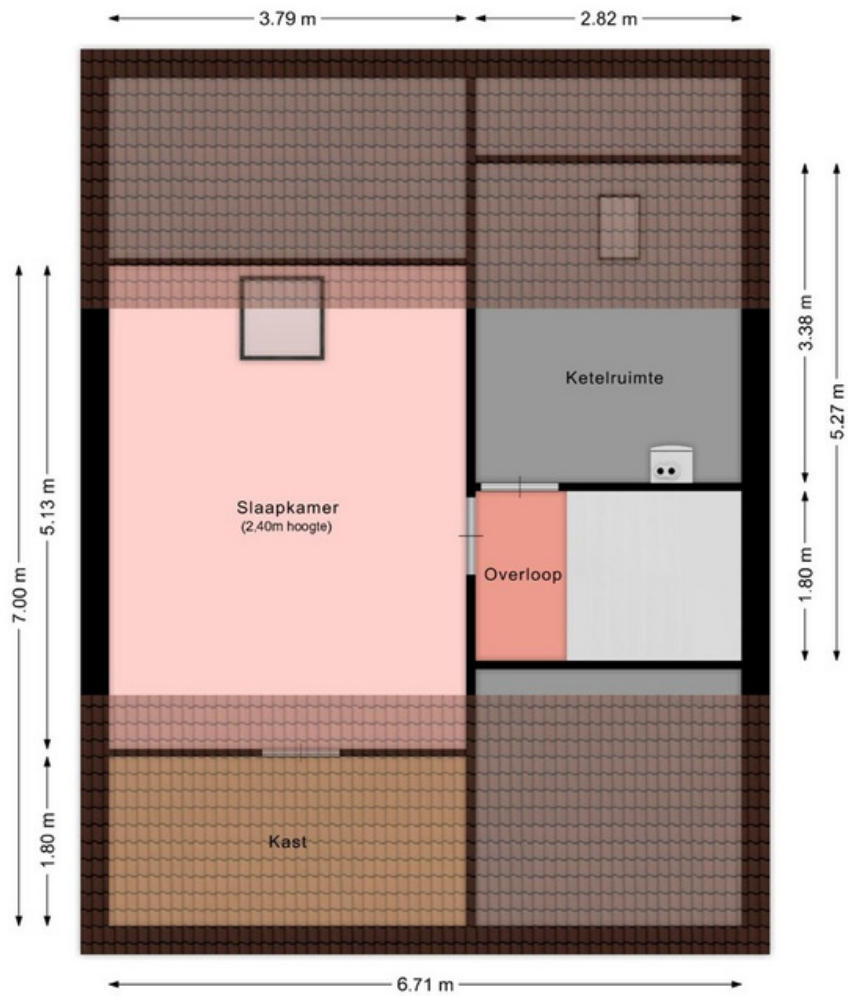 3.79 m
2.82 m
3.38 m
5.27 m
Ketelruimte
5.13 m
7.00 m
Slaapkamer
(2,40m hoogte)
Overloop
1.80 m
1.80 m
Kast
6.71 m